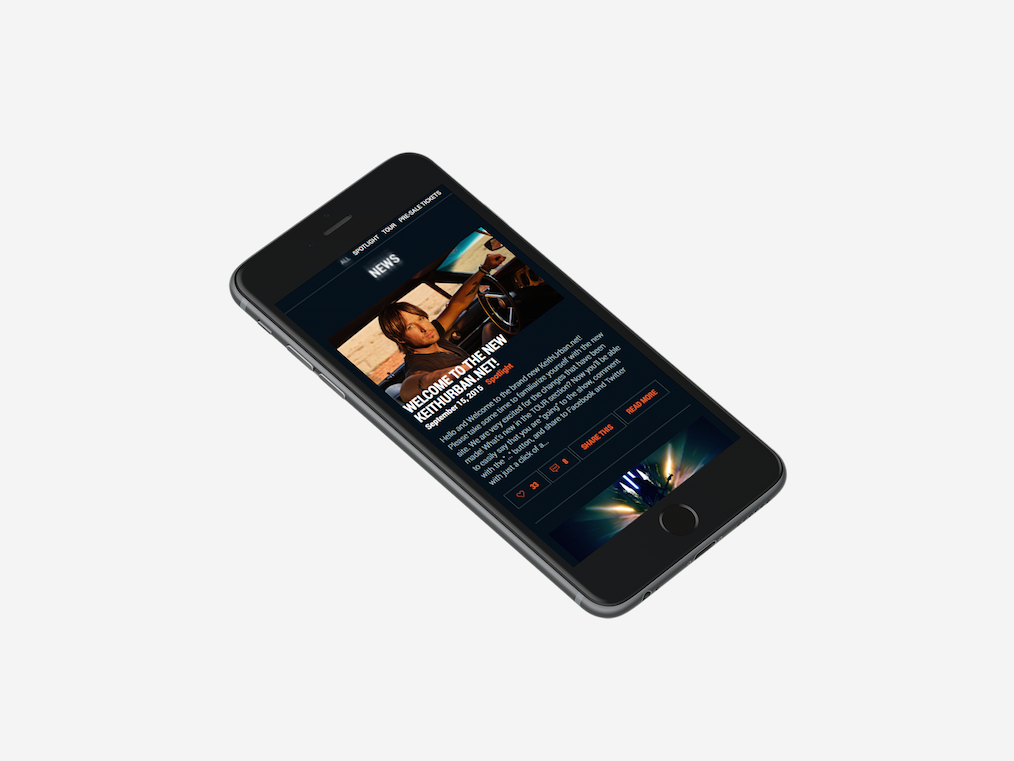 ALL SPOTLIGHT TOUR PRE-SALE TICKETS
NEWS
WELCOME TO THE NEW
KEITHURBAN.NET!
September 15, 2015 Spotlight
Hello and Welcome to the brand new KeithUrban.net!
Please take some time to familiarize yourself with the new
site. We are very excited for the changes that have been
made! What's new in the TOUR section? Now you'll be able
to easily say that you are "going" to the show, comment
with the "..." button, and share to Facebook and Twitter
with just a click of a...
33
8
SHARE THIS
READ MORE